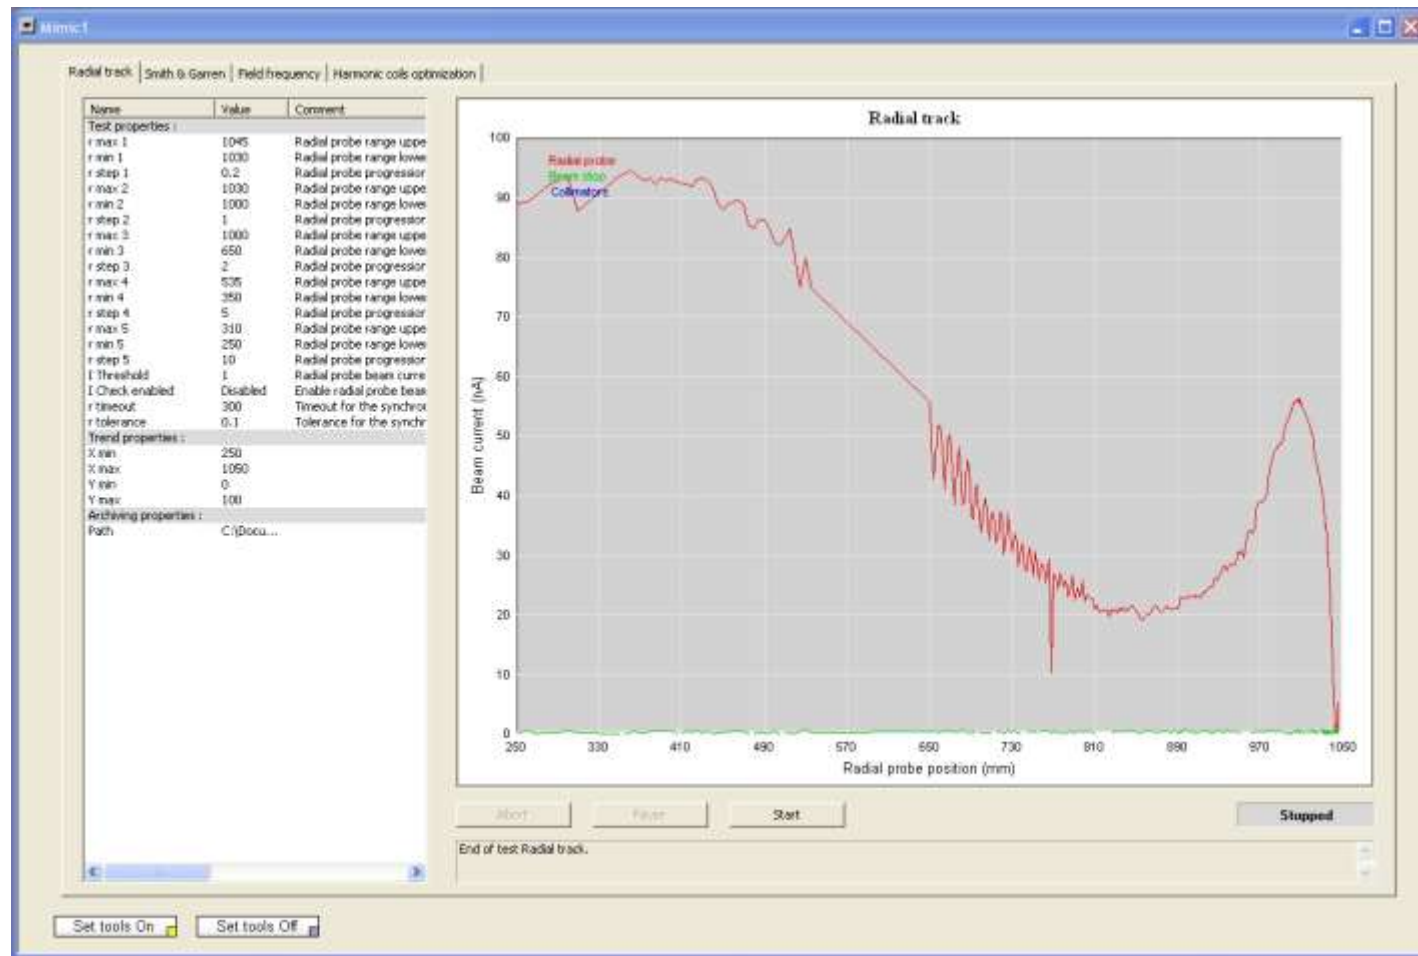 Mimic1
Radial track Smith & Garren Field frequency Harmonic coils optimization
Name Value Comment
Test properties :
r max 1 1045 Radial probe range uppe
r min 1 1030 Radial probe range lowe
r step 1 0.2 Radial probe progression
r max 2 1030 Radial probe range uppe
r min 2 1000 Radial probe range lowe
r step 2 1 Radial probe progression
r max 3 1000 Radial probe range uppe
r min 3 650 Radial probe range lowe
r step 3 2 Radial probe progression
r max 4 535 Radial probe range uppe
r min 4 350 Radial probe range lowe
r step 4 5 Radial probe progression
r max 5 310 Radial probe range uppe
r min 5 250 Radial probe range lowe
r step 5 10 Radial probe progression
I Threshold 1 Radial probe beam curre
I Check enabled Disabled Enable radial probe beam
r timeout 300 Timeout for the synchro
r tolerance 0.1 Tolerance for the synchr
Trend properties :
X min 250
X max 1050
Y min 0
Y max 100
Archiving properties :
Path C:\Docu...
Radial track
Radial probe
Beam stop
Collimators
Beam current (nA)
100
90
80
70
60
50
40
30
20
10
0
250 330 410 490 570 650 730 810 890 970 1050
Radial probe position (mm)
Abort Pause Start Stopped
End of test Radial track.
Set tools On Set tools Off